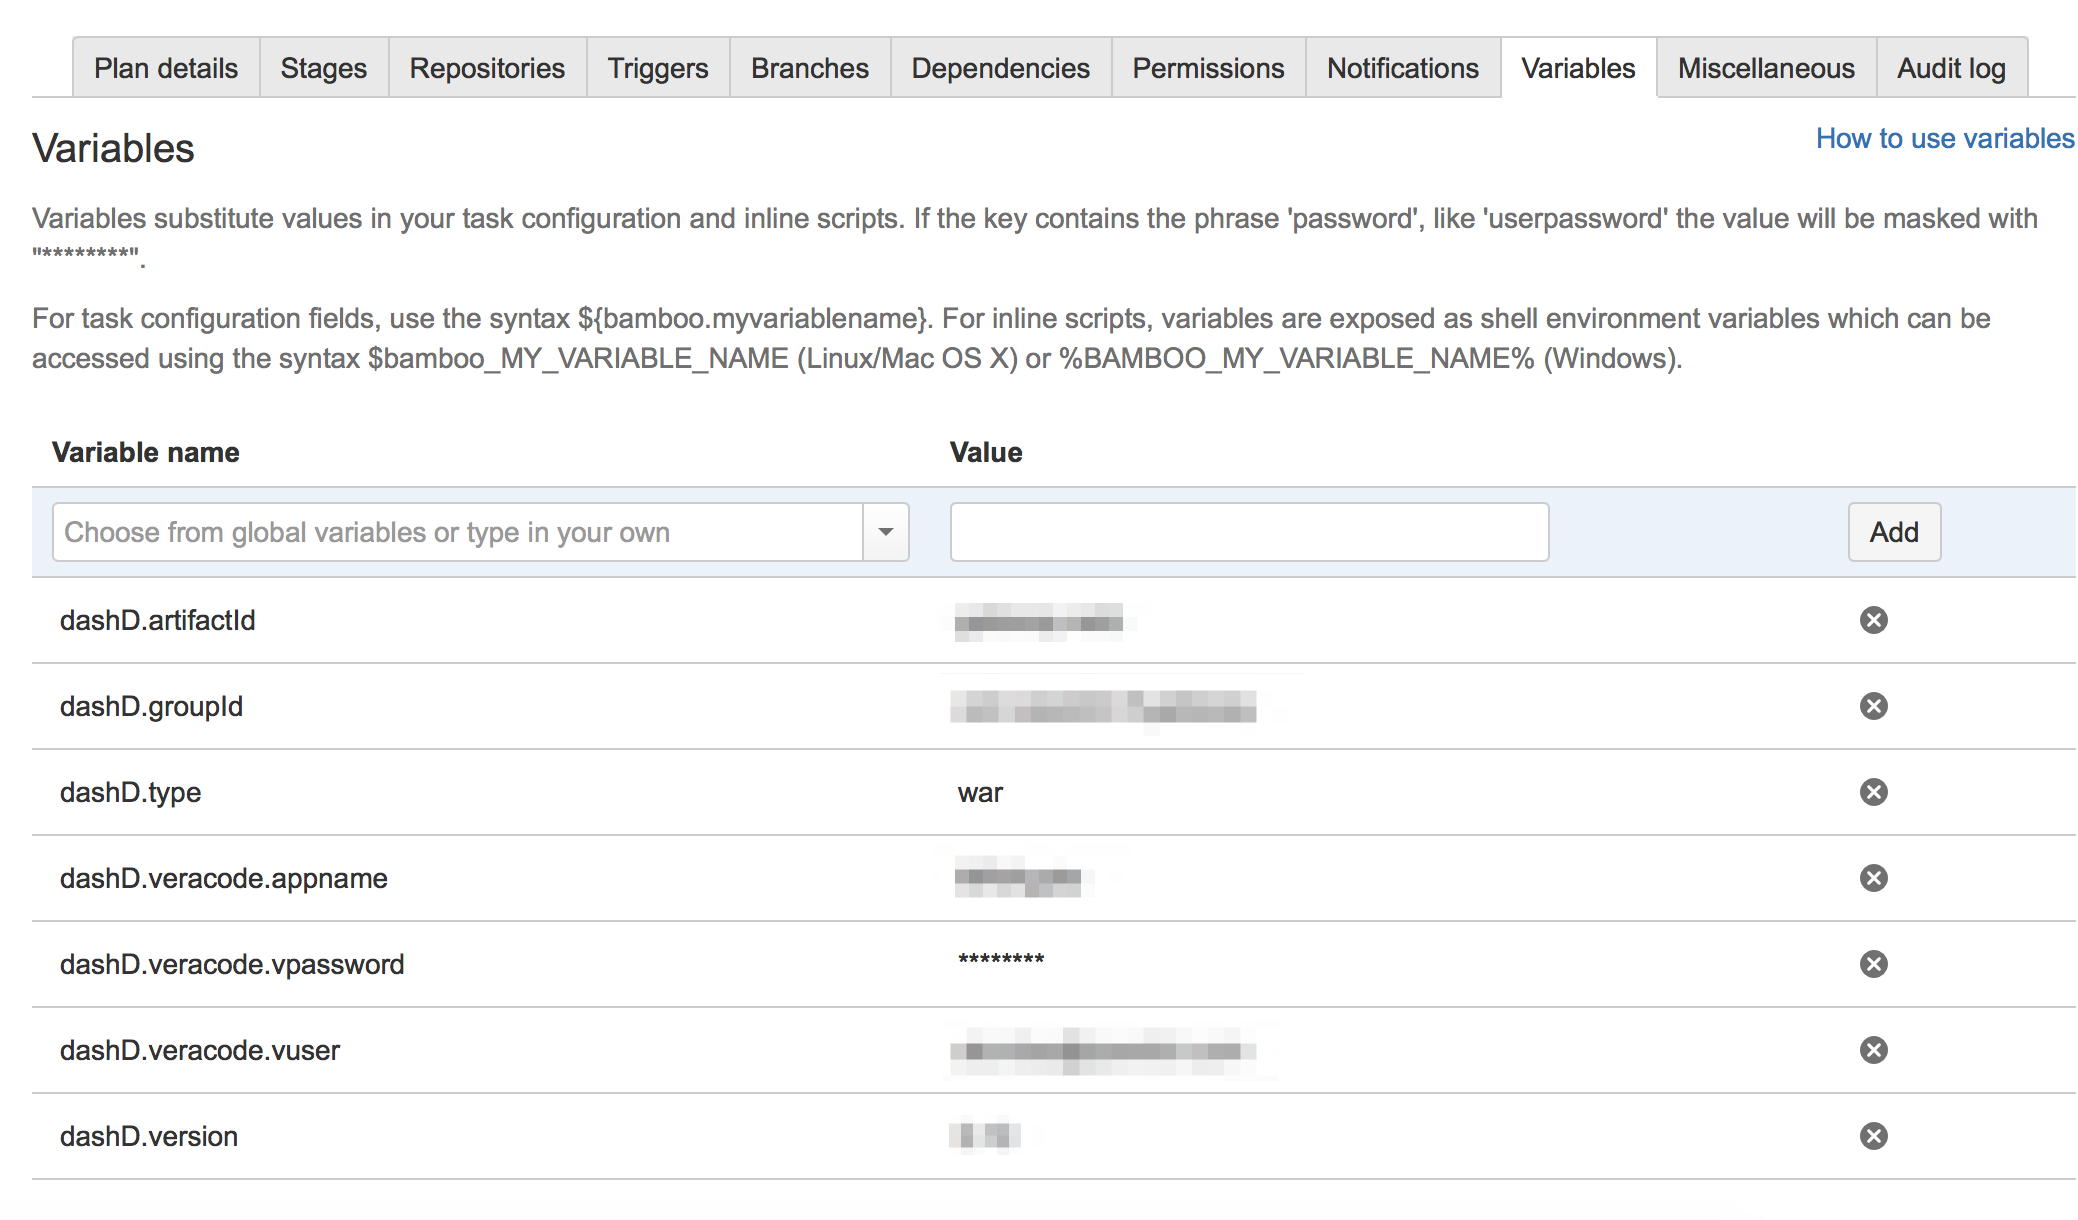 Plan details Stages Repositories Triggers Branches Dependencies Permissions Notifications Variables Miscellaneous Audit log
Variables
How to use variables
Variables substitute values in your task configuration and inline scripts. If the key contains the phrase 'password', like 'userpassword' the value will be masked with
"********".
For task configuration fields, use the syntax ${bamboo.myvariablename}. For inline scripts, variables are exposed as shell environment variables which can be
accessed using the syntax $bamboo_MY_VARIABLE_NAME (Linux/Mac OS X) or %BAMBOO_MY_VARIABLE_NAME% (Windows).
Variable name Value
Choose from global variables or type in your own Add
dashD.artifactId
dashD.groupId
dashD.type war
dashD.veracode.appname
dashD.veracode.vpassword ********
dashD.veracode.vuser
dashD.version